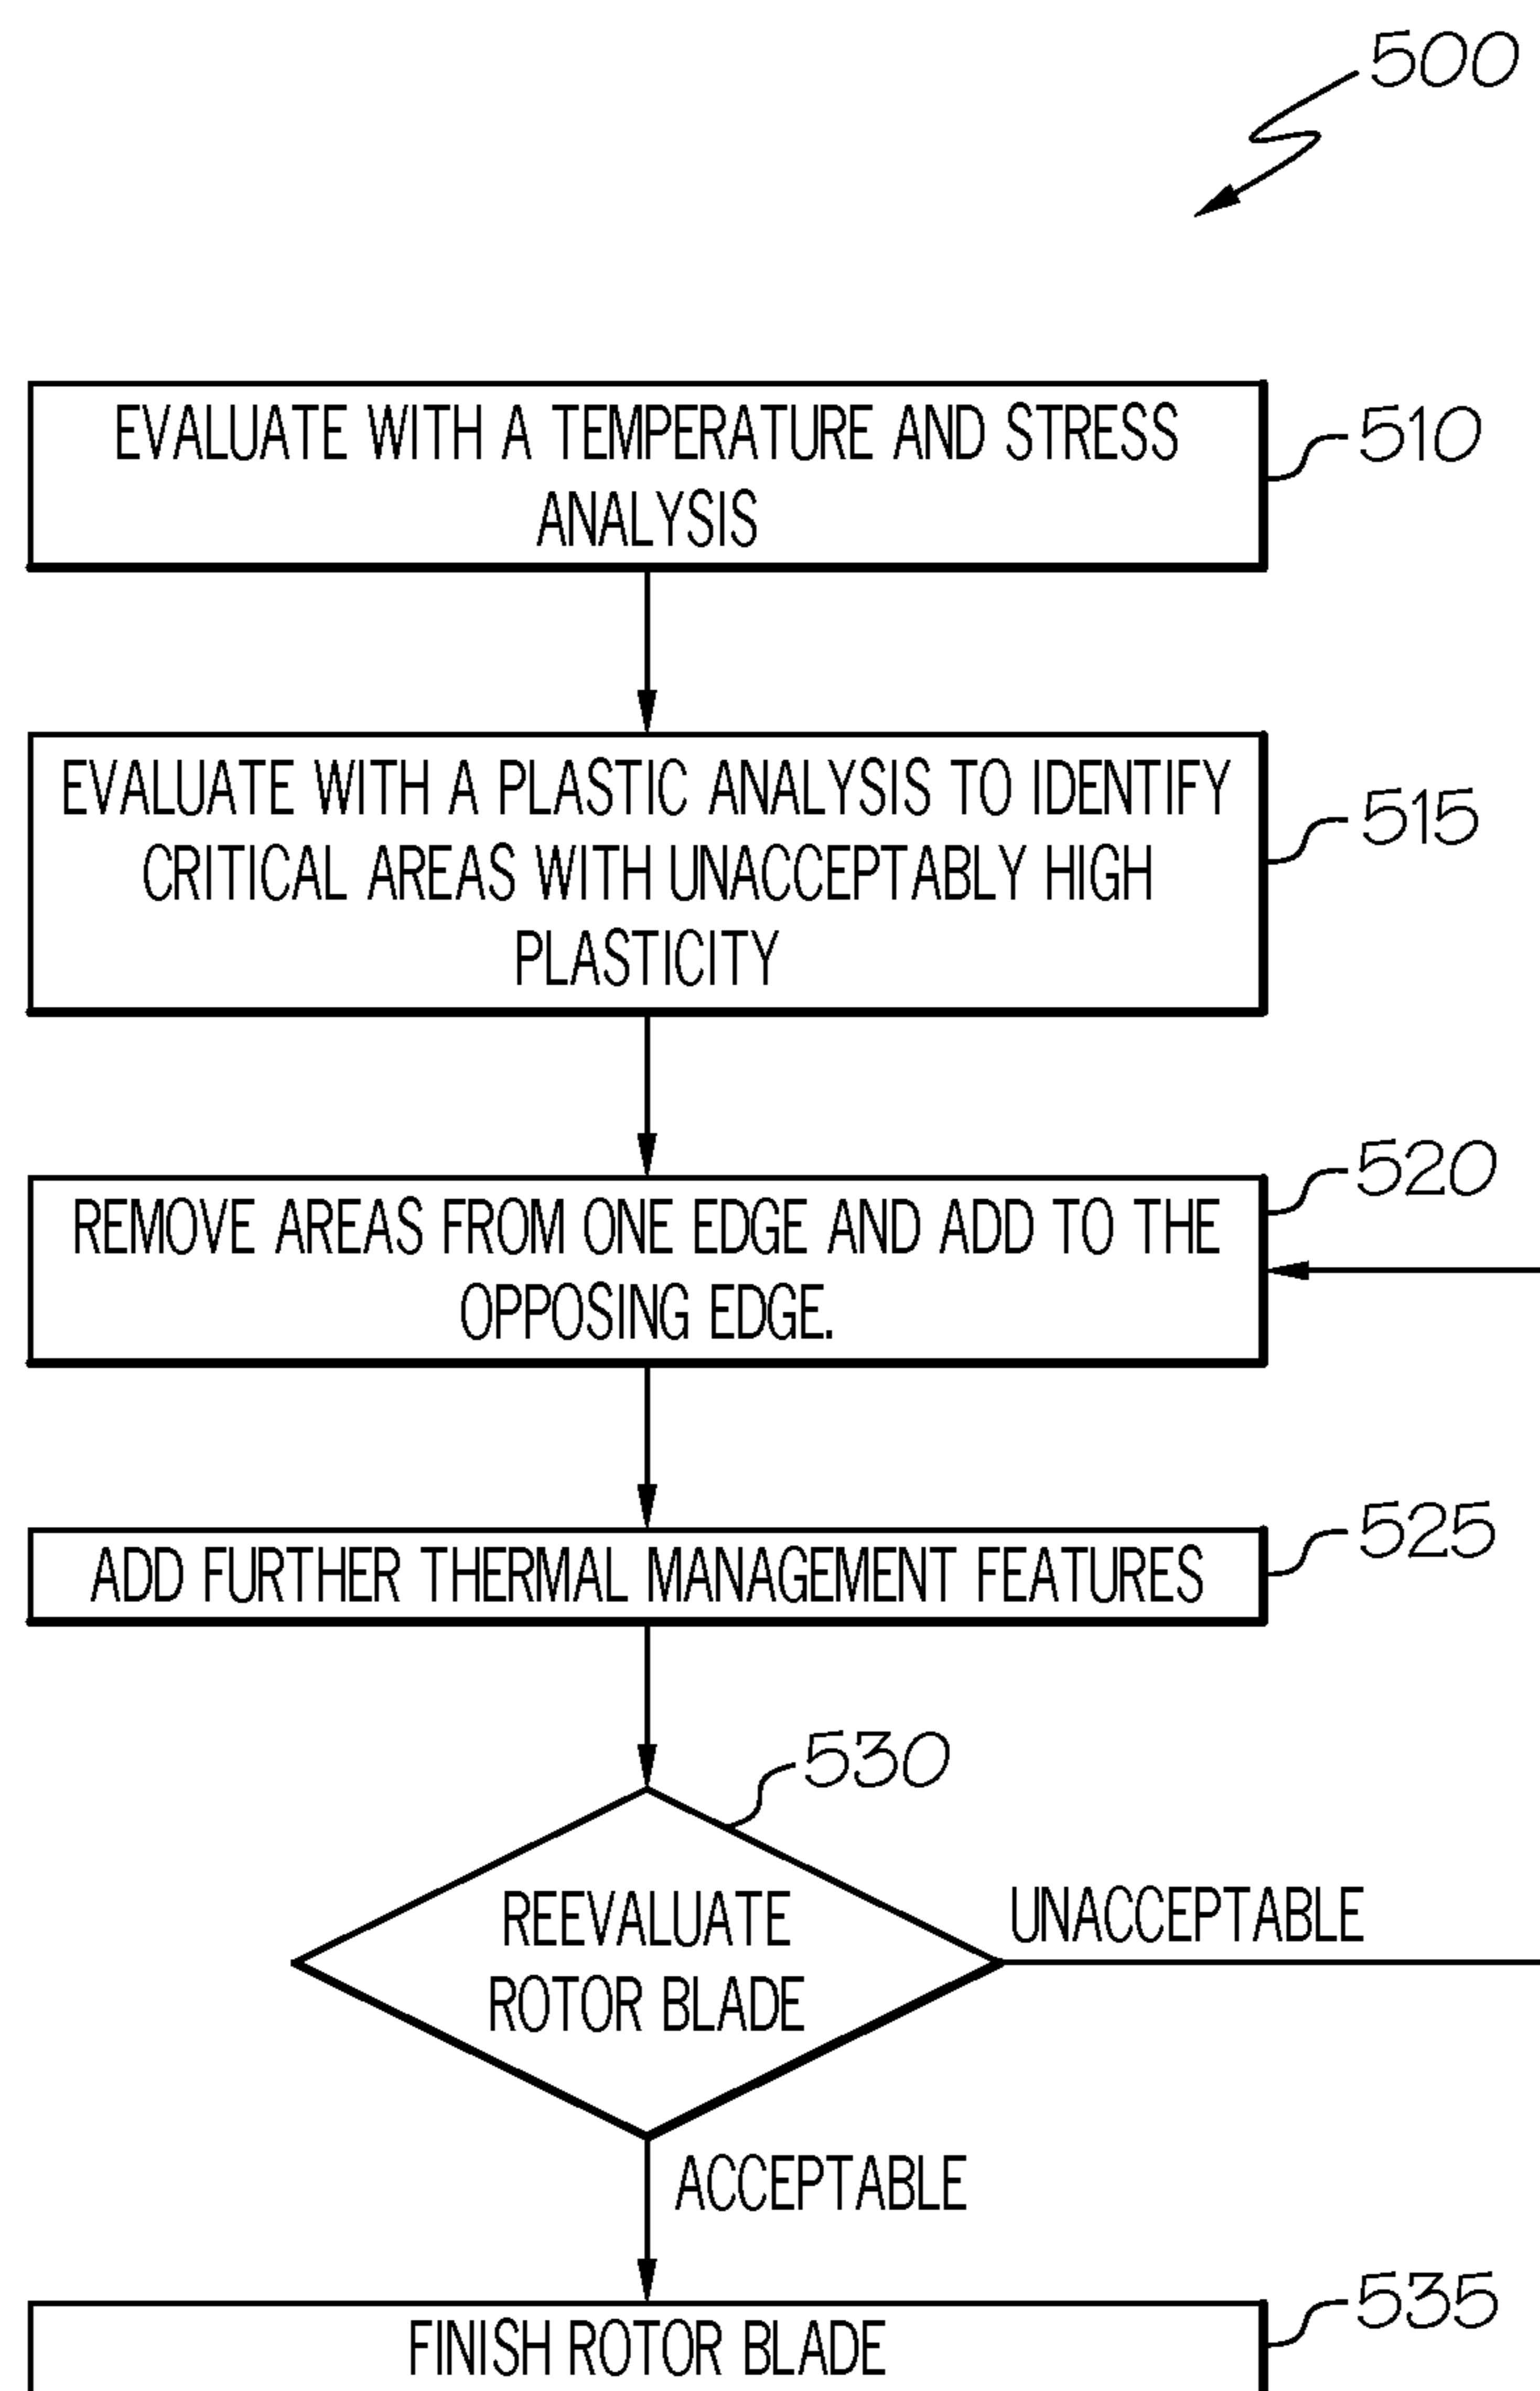 500
EVALUATE WITH A TEMPERATURE AND STRESS
ANALYSIS
510
EVALUATE WITH A PLASTIC ANALYSIS TO IDENTIFY
CRITICAL AREAS WITH UNACCEPTABLY HIGH
PLASTICITY
515
REMOVE AREAS FROM ONE EDGE AND ADD TO THE
OPPOSING EDGE.
520
ADD FURTHER THERMAL MANAGEMENT FEATURES
525
530
REEVALUATE
ROTOR BLADE
UNACCEPTABLE
ACCEPTABLE
FINISH ROTOR BLADE
535